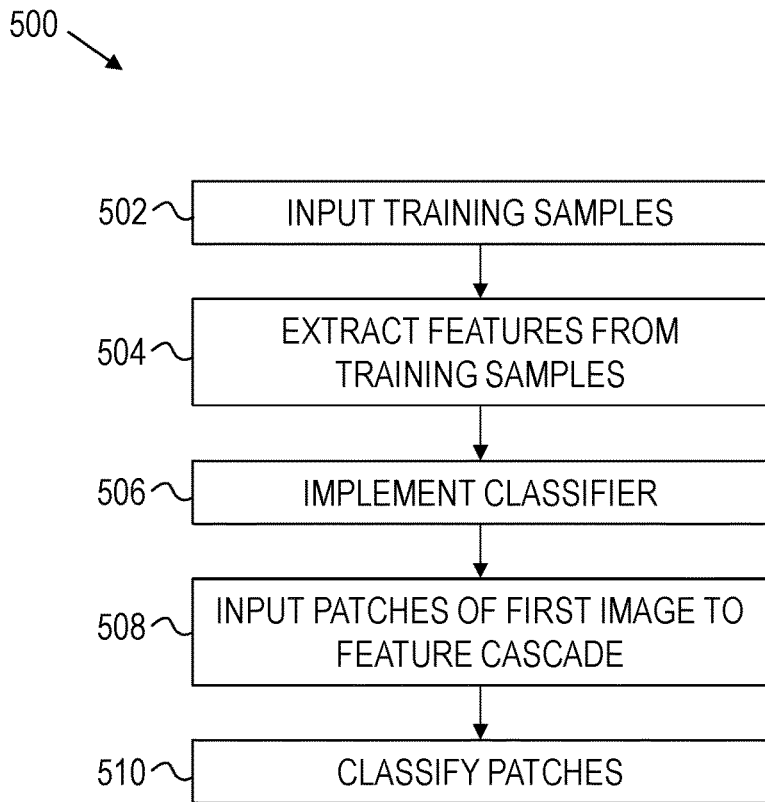 500
502
INPUT TRAINING SAMPLES
504
EXTRACT FEATURES FROM
TRAINING SAMPLES
506
IMPLEMENT CLASSIFIER
508
INPUT PATCHES OF FIRST IMAGE TO
FEATURE CASCADE
510
CLASSIFY PATCHES